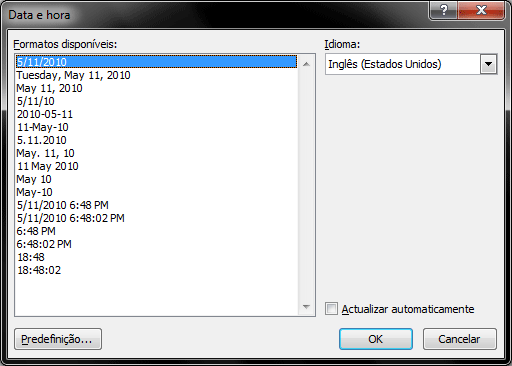 Data e hora
Formatos disponíveis:
5/11/2010
Tuesday, May 11, 2010
May 11, 2010
5/11/10
2010-05-11
11-May-10
5.11.2010
May. 11, 10
11 May 2010
May 10
May-10
5/11/2010 6:48 PM
5/11/2010 6:48:02 PM
6:48 PM
6:48:02 PM
18:48
18:48:02
Idioma:
Inglês (Estados Unidos)
Actualizar automaticamente
Predefinição...
OK
Cancelar